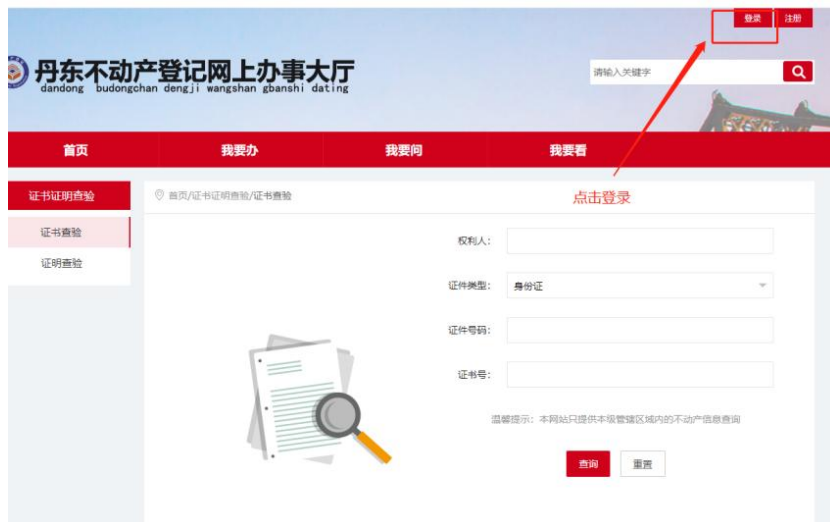 登录 注册
丹东不动产登记网上办事大厅
dandong budongchan dengji wangshan gbanshi dating
请输入关键字
首页 我要办 我要问 我要看
证书证明查验
首页/证书证明查验/证书查验
点击登录
证书查验
证明查验
权利人：
证件类型： 身份证
证件号码：
证书号：
温馨提示：本网站只提供本级管辖区域内的不动产信息查询
查询 重置